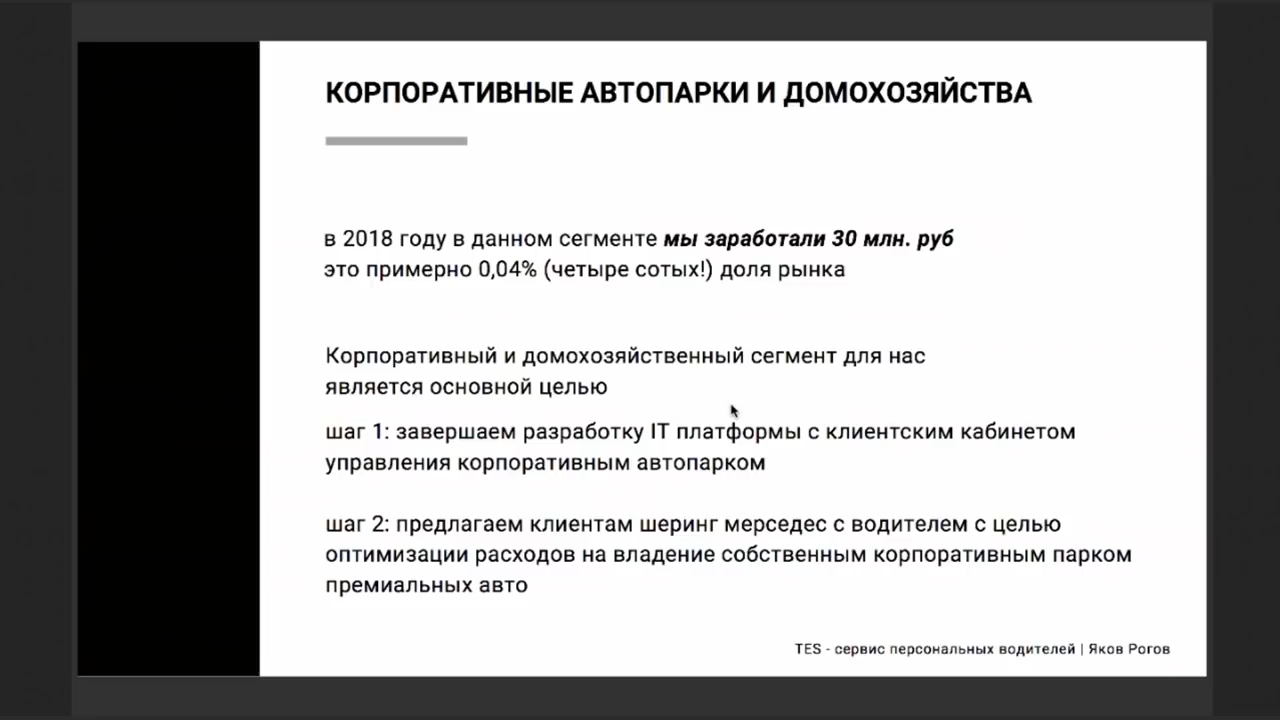 КОРПОРАТИВНЫЕ АВТОПАРКИ И ДОМОХОЗЯЙСТВА
в 2018 году в данном сегменте мы заработали 30 млн. руб
это примерно 0,04% (четыре сотых!) доля рынка
Корпоративный и домохозяйственный сегмент для нас
является основной целью
шаг 1: завершаем разработку IT платформы с клиентским кабинетом
управления корпоративным автопарком
шаг 2: предлагаем клиентам шеринг мерседес с водителем с целью
оптимизации расходов на владение собственным корпоративным парком
премиальных авто
TES - сервис персональных водителей | Яков Рогов